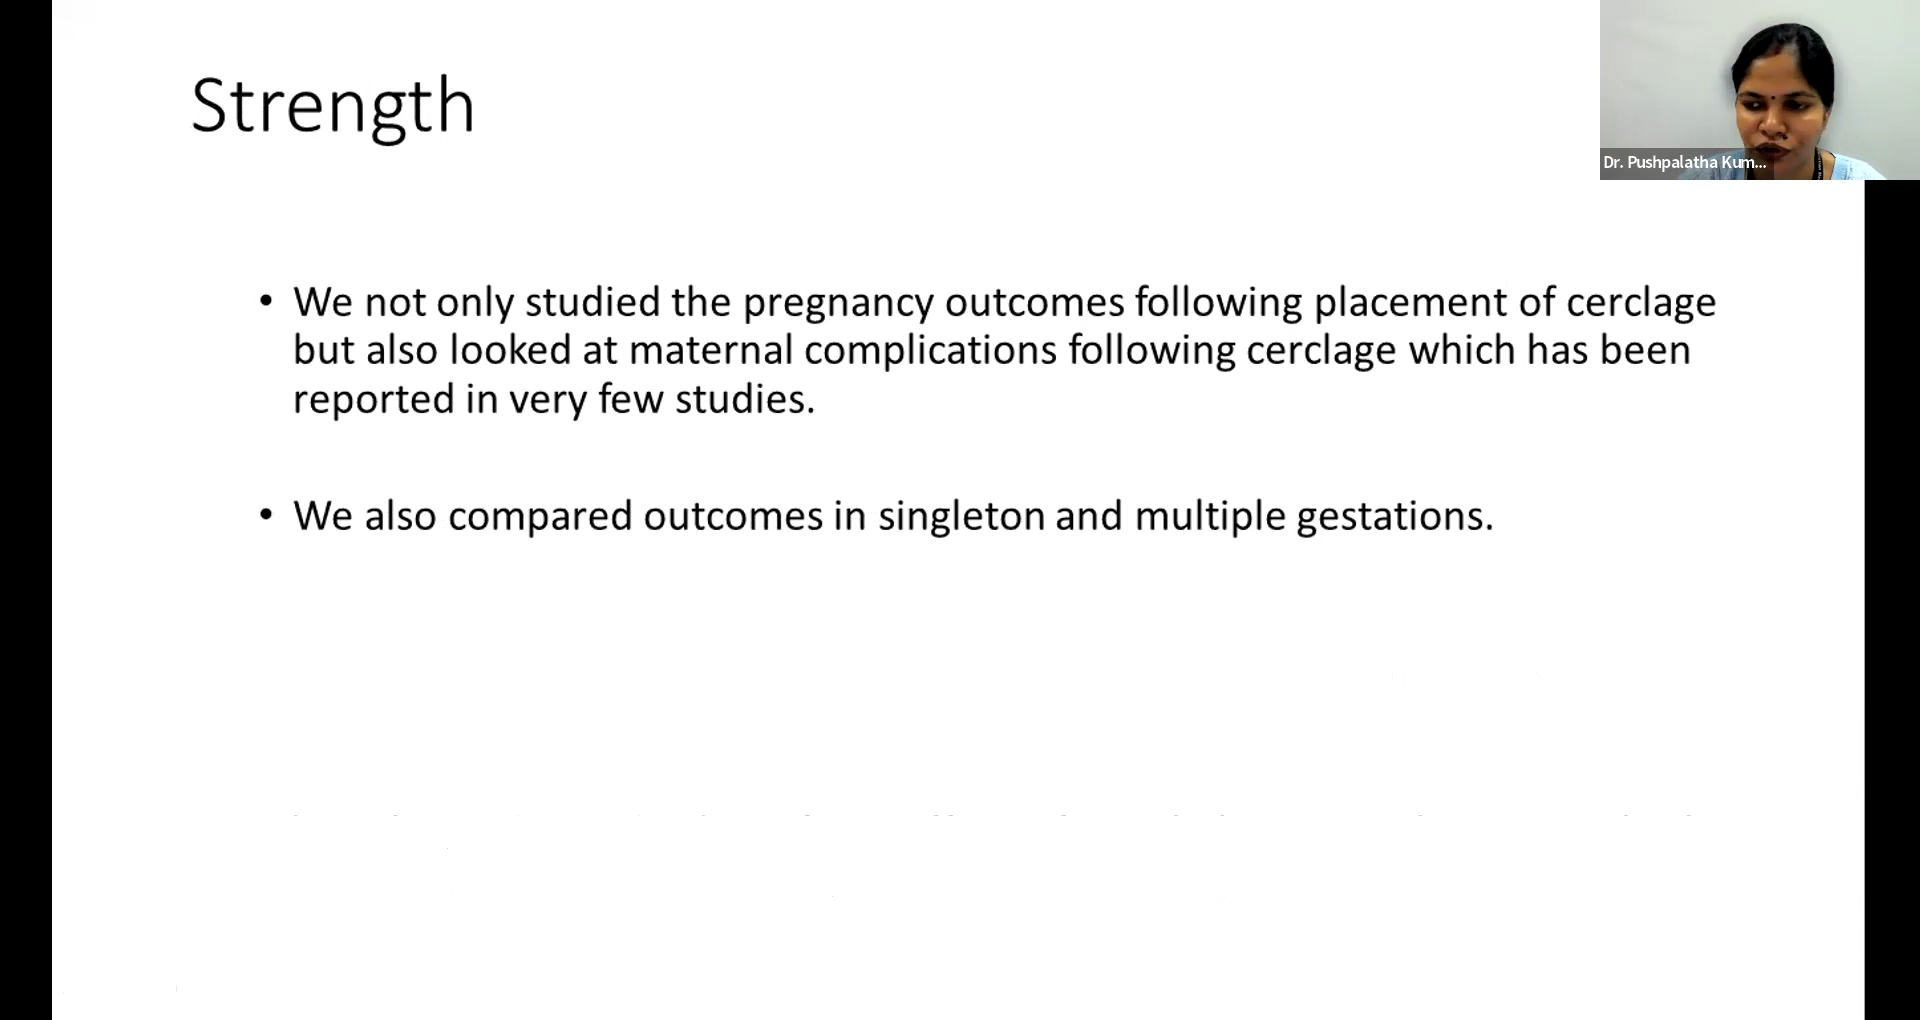 Strength
Dr. Pushpalatha Kum...
• We not only studied the pregnancy outcomes following placement of cerclage
but also looked at maternal complications following cerclage which has been
reported in very few studies.
• We also compared outcomes in singleton and multiple gestations.